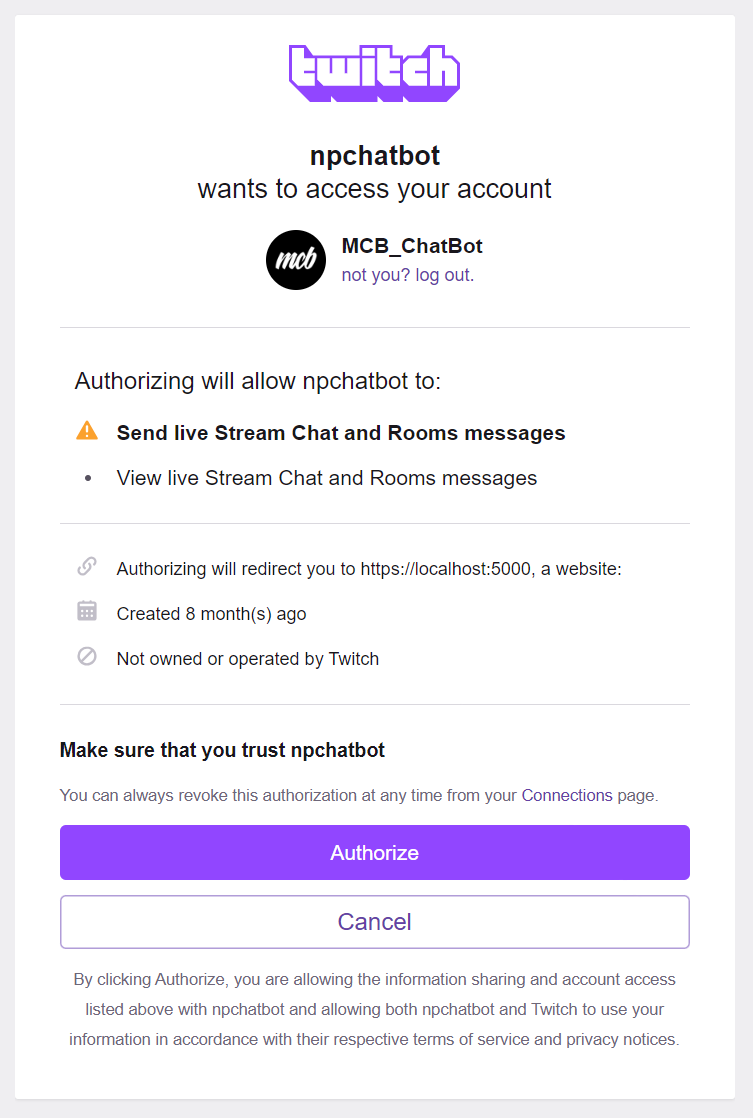 twitch
npchatbot
wants to access your account
mcb
MCB_ChatBot
not you? log out.
Authorizing will allow npchatbot to:
Send live Stream Chat and Rooms messages
• View live Stream Chat and Rooms messages
Authorizing will redirect you to https://localhost:5000, a website:
Created 8 month(s) ago
Not owned or operated by Twitch
Make sure that you trust npchatbot
You can always revoke this authorization at any time from your Connections page.
Authorize
Cancel
By clicking Authorize, you are allowing the information sharing and account access
listed above with npchatbot and allowing both npchatbot and Twitch to use your
information in accordance with their respective terms of service and privacy notices.